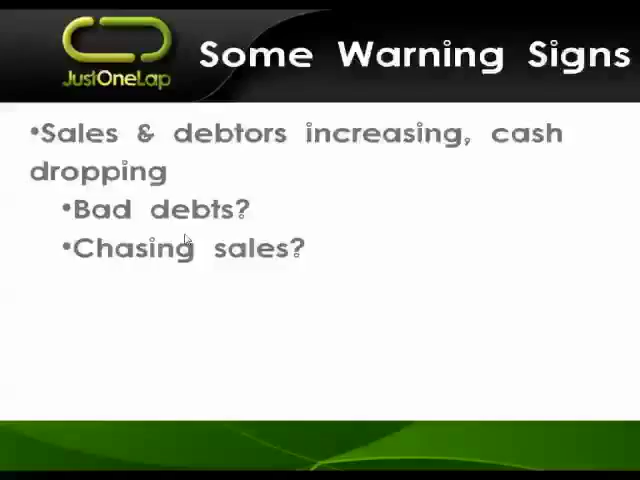 JustOneLap
Some Warning Signs
•Sales & debtors increasing, cash
dropping
•Bad debts?
•Chasing sales?